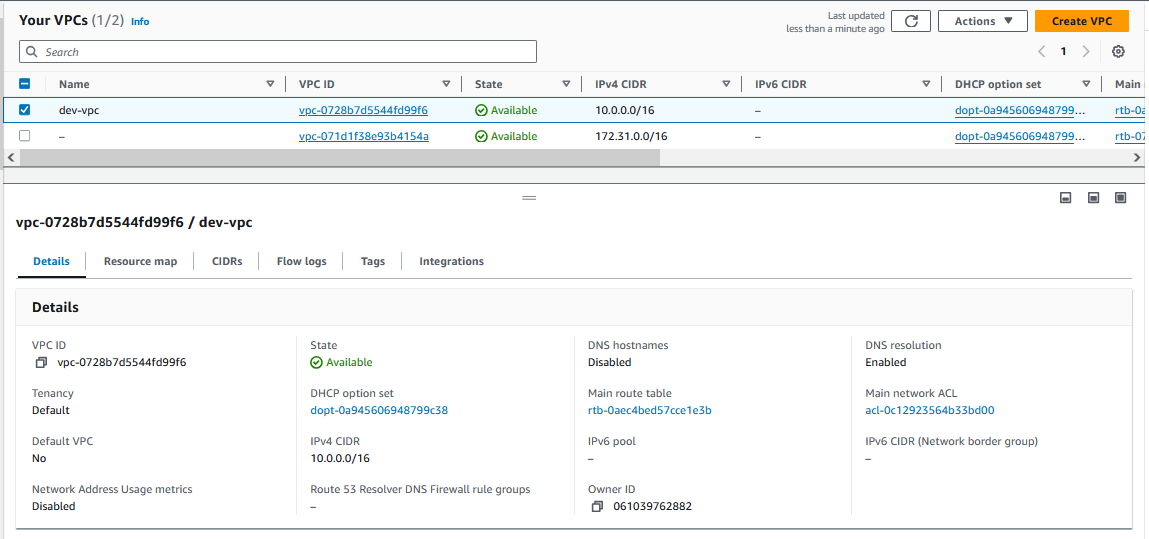 Your VPCs (1/2) Info
Last updated
less than a minute ago
Actions
Create VPC
Search
1
Name VPC ID State IPv4 CIDR IPv6 CIDR DHCP option set Main
dev-vpc vpc-0728b7d5544fd99f6 Available 10.0.0.0/16 – dopt-0a945606948799... rtb-0a
– vpc-071d1f38e93b4154a Available 172.31.0.0/16 – dopt-0a945606948799... rtb-07
vpc-0728b7d5544fd99f6 / dev-vpc
Details Resource map CIDRs Flow logs Tags Integrations
Details
VPC ID State DNS hostnames DNS resolution
vpc-0728b7d5544fd99f6 Available Disabled Enabled
Tenancy DHCP option set Main route table Main network ACL
Default dopt-0a945606948799c38 rtb-0aec4bed57cce1e3b acl-0c12923564b33bd00
Default VPC IPv4 CIDR IPv6 pool IPv6 CIDR (Network border group)
No 10.0.0.0/16 – –
Network Address Usage metrics Route 53 Resolver DNS Firewall rule groups Owner ID
Disabled – 061039762882